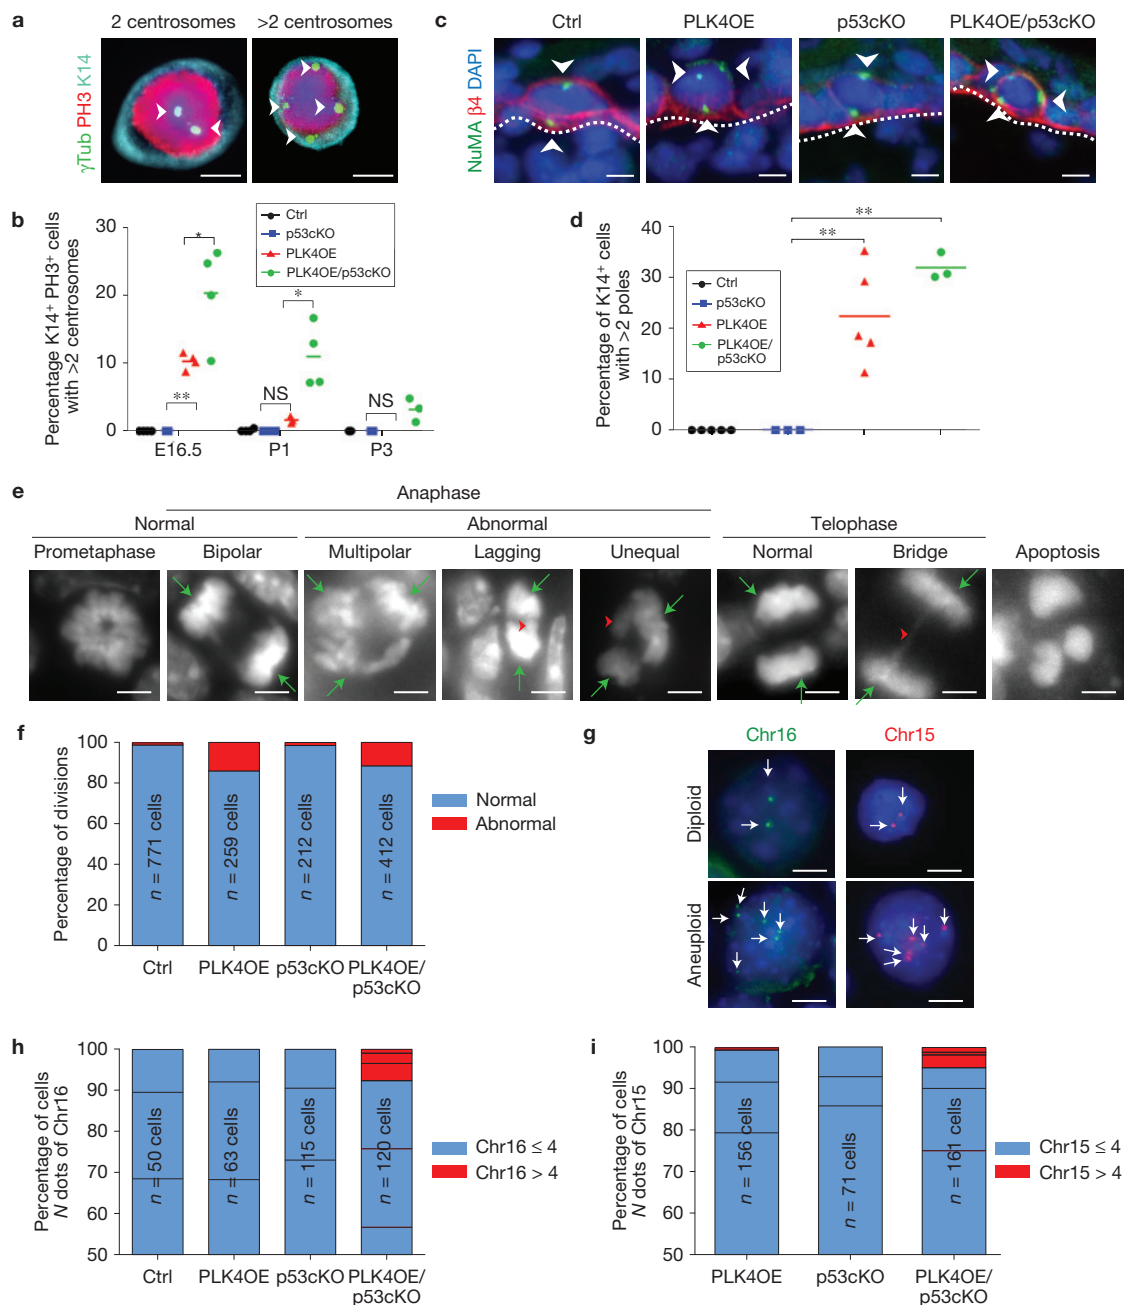 a
2 centrosomes
>2 centrosomes
γTub PH3 K14
c
Ctrl
PLK4OE
p53cKO
PLK4OE/p53cKO
NuMA β4 DAPI
b
Percentage K14⁺ PH3⁺ cells
with >2 centrosomes
30
20
10
0
Ctrl
p53cKO
PLK4OE
PLK4OE/p53cKO
*
**
NS
*
NS
E16.5
P1
P3
d
Percentage of K14⁺ cells
with >2 poles
40
30
20
10
0
Ctrl
p53cKO
PLK4OE
PLK4OE/
p53cKO
**
**
e
Anaphase
Normal
Abnormal
Telophase
Prometaphase
Bipolar
Multipolar
Lagging
Unequal
Normal
Bridge
Apoptosis
f
Percentage of divisions
100
80
60
40
20
0
n = 771 cells
n = 259 cells
n = 212 cells
n = 412 cells
Ctrl
PLK4OE
p53cKO
PLK4OE/
p53cKO
Normal
Abnormal
g
Chr16
Chr15
Diploid
Aneuploid
h
Percentage of cells
N dots of Chr16
100
90
80
70
60
50
n = 50 cells
n = 63 cells
n = 115 cells
n = 120 cells
Ctrl
PLK4OE
p53cKO
PLK4OE/
p53cKO
Chr16 ≤ 4
Chr16 > 4
i
Percentage of cells
N dots of Chr15
100
90
80
70
60
50
n = 156 cells
n = 71 cells
n = 161 cells
PLK4OE
p53cKO
PLK4OE/
p53cKO
Chr15 ≤ 4
Chr15 > 4